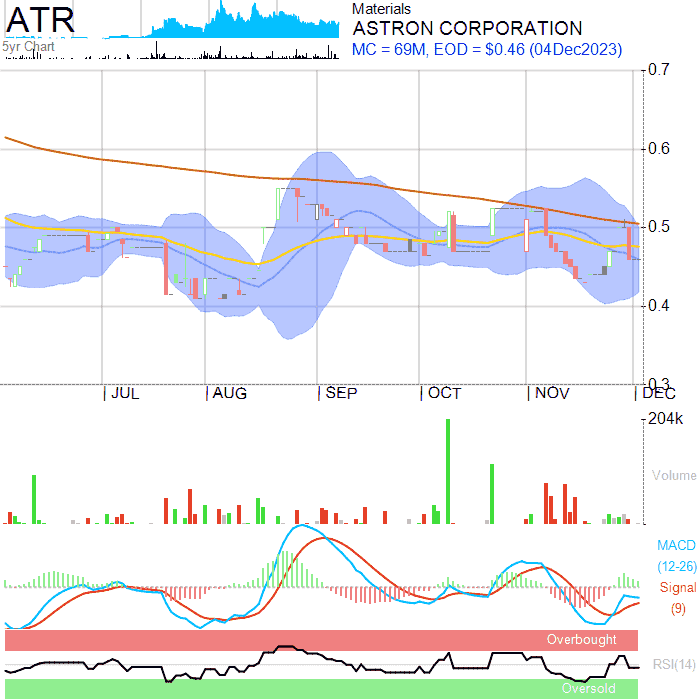 ATR
5yr Chart
Materials
ASTRON CORPORATION
MC = 69M, EOD = $0.46 (04Dec2023)
0.7
0.6
0.5
0.4
0.3
| JUL
| AUG
| SEP
| OCT
| NOV
| DEC
204k
Volume
MACD
(12-26)
Signal
(9)
Overbought
RSI(14)
Oversold